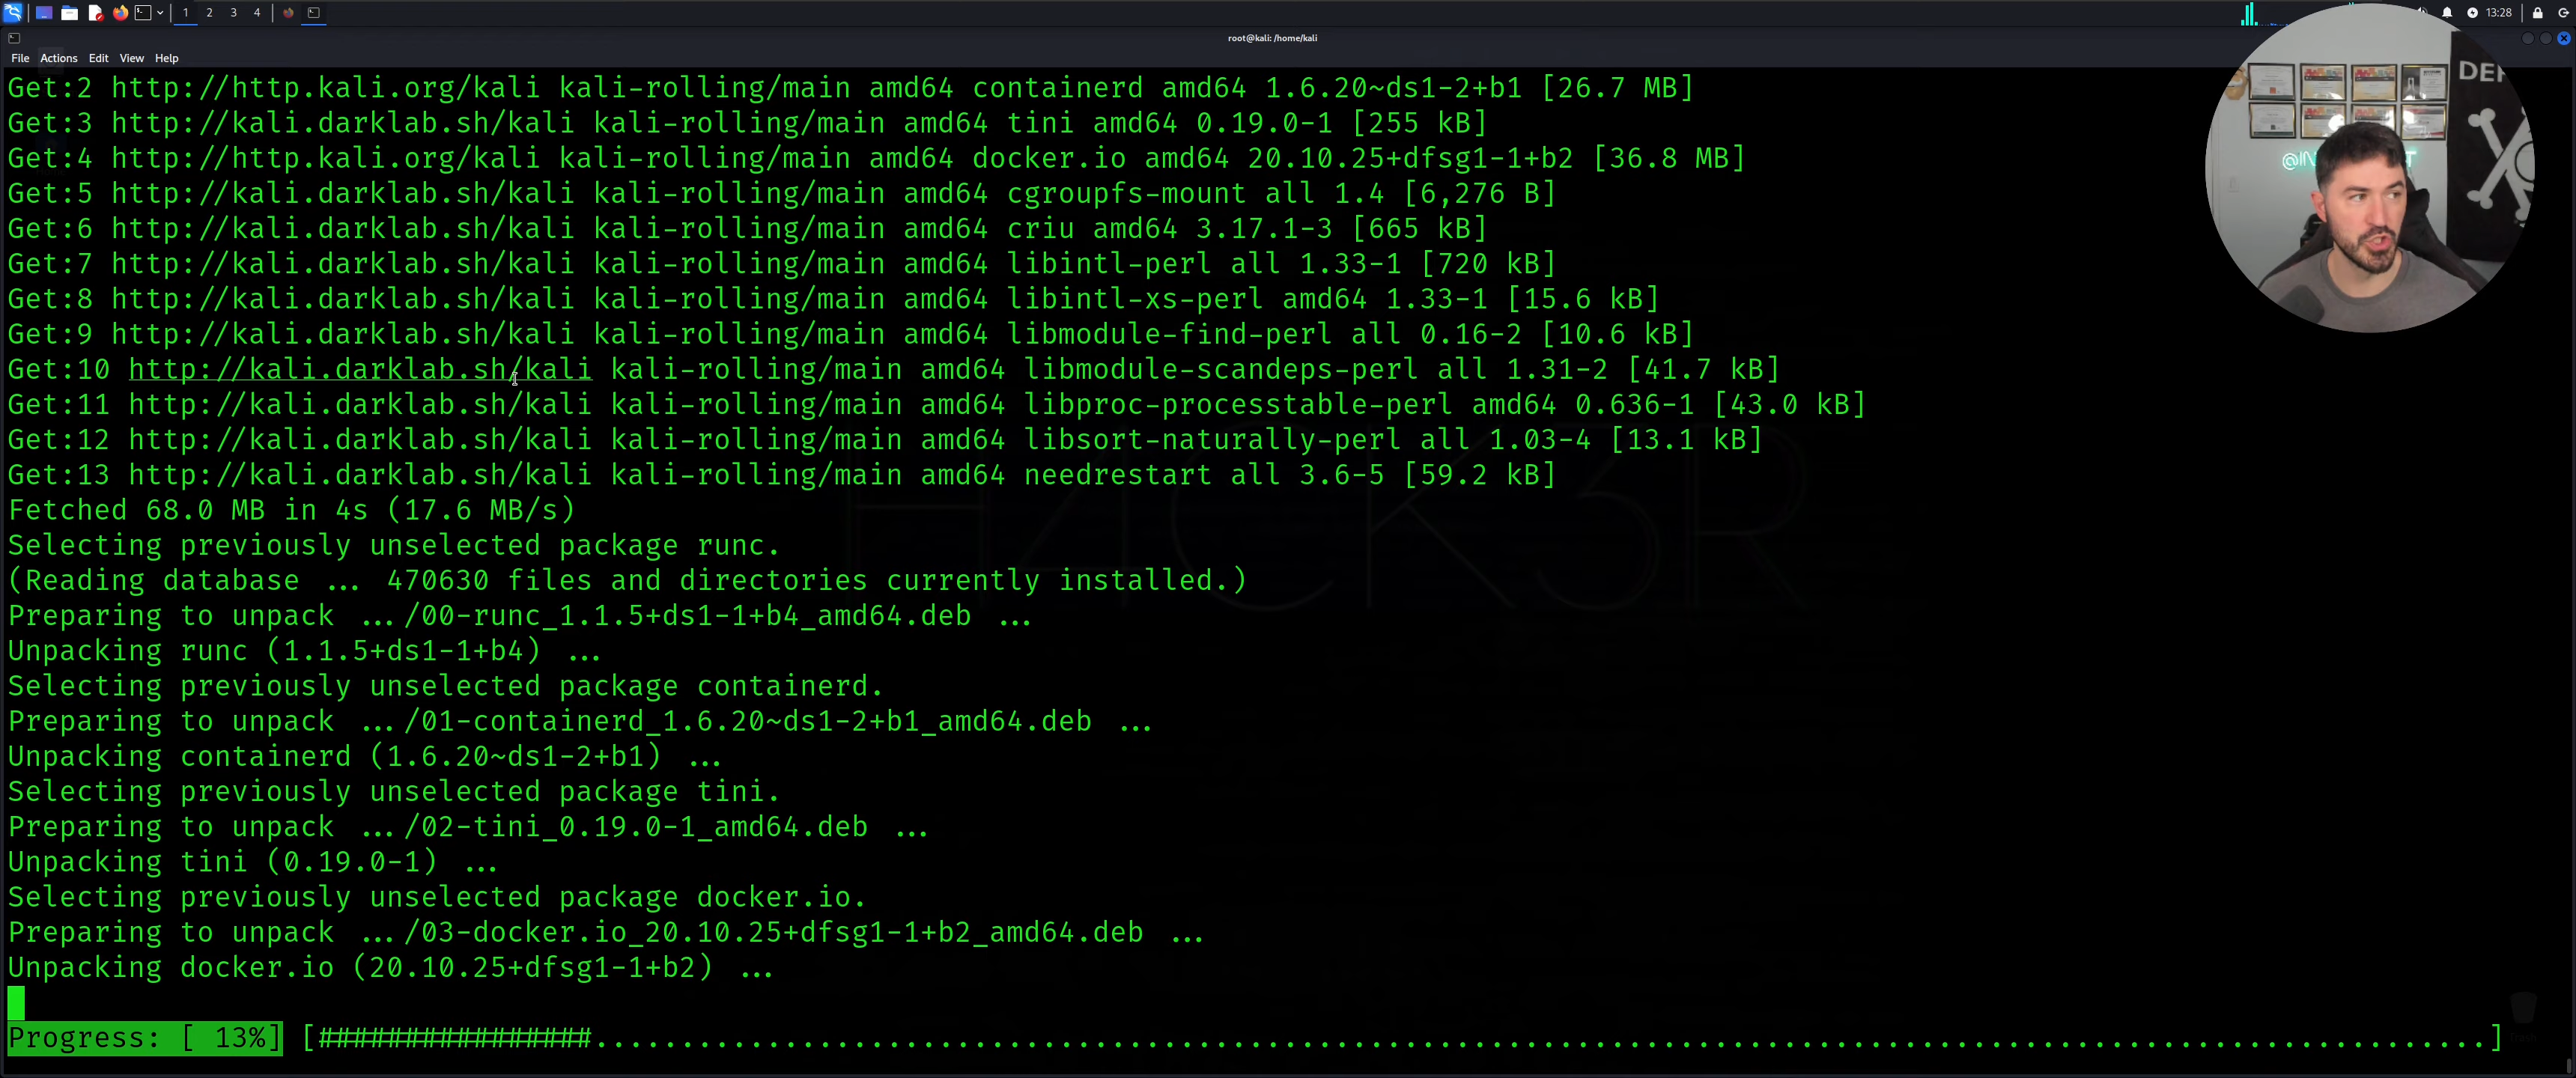 1 2 3 4
13:28
root@kali: /home/kali
File Actions Edit View Help
Get:2 http://http.kali.org/kali kali-rolling/main amd64 containerd amd64 1.6.20~ds1-2+b1 [26.7 MB]
Get:3 http://kali.darklab.sh/kali kali-rolling/main amd64 tini amd64 0.19.0-1 [255 kB]
Get:4 http://http.kali.org/kali kali-rolling/main amd64 docker.io amd64 20.10.25+dfsg1-1+b2 [36.8 MB]
Get:5 http://kali.darklab.sh/kali kali-rolling/main amd64 cgroupfs-mount all 1.4 [6,276 B]
Get:6 http://kali.darklab.sh/kali kali-rolling/main amd64 criu amd64 3.17.1-3 [665 kB]
Get:7 http://kali.darklab.sh/kali kali-rolling/main amd64 libintl-perl all 1.33-1 [720 kB]
Get:8 http://kali.darklab.sh/kali kali-rolling/main amd64 libintl-xs-perl amd64 1.33-1 [15.6 kB]
Get:9 http://kali.darklab.sh/kali kali-rolling/main amd64 libmodule-find-perl all 0.16-2 [10.6 kB]
Get:10 http://kali.darklab.sh/kali kali-rolling/main amd64 libmodule-scandeps-perl all 1.31-2 [41.7 kB]
Get:11 http://kali.darklab.sh/kali kali-rolling/main amd64 libproc-processtable-perl amd64 0.636-1 [43.0 kB]
Get:12 http://kali.darklab.sh/kali kali-rolling/main amd64 libsort-naturally-perl all 1.03-4 [13.1 kB]
Get:13 http://kali.darklab.sh/kali kali-rolling/main amd64 needrestart all 3.6-5 [59.2 kB]
Fetched 68.0 MB in 4s (17.6 MB/s)
Selecting previously unselected package runc.
(Reading database ... 470630 files and directories currently installed.)
Preparing to unpack .../00-runc_1.1.5+ds1-1+b4_amd64.deb ...
Unpacking runc (1.1.5+ds1-1+b4) ...
Selecting previously unselected package containerd.
Preparing to unpack .../01-containerd_1.6.20~ds1-2+b1_amd64.deb ...
Unpacking containerd (1.6.20~ds1-2+b1) ...
Selecting previously unselected package tini.
Preparing to unpack .../02-tini_0.19.0-1_amd64.deb ...
Unpacking tini (0.19.0-1) ...
Selecting previously unselected package docker.io.
Preparing to unpack .../03-docker.io_20.10.25+dfsg1-1+b2_amd64.deb ...
Unpacking docker.io (20.10.25+dfsg1-1+b2) ...
Progress: [ 13%] [################................................................................................................]
H4CK3R